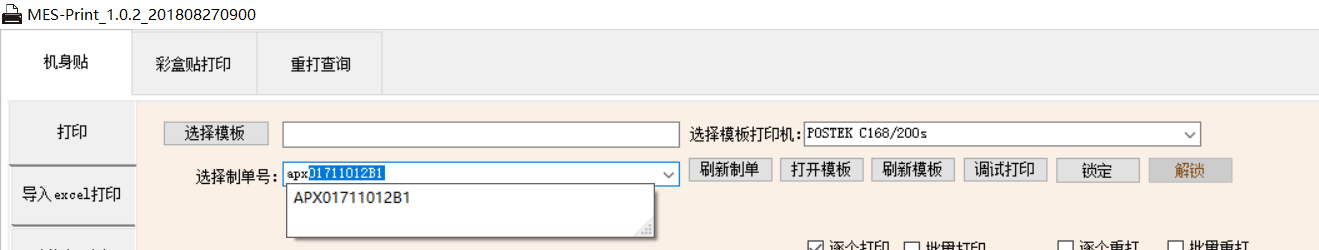 MES-Print_1.0.2_201808270900
机身贴 彩盒贴打印 重打查询
打印 选择模板 选择模板打印机: POSTEK C168/200s
选择制单号: apx01711012B1 刷新制单 打开模板 刷新模板 调试打印 锁定 解锁
导入excel打印 APX01711012B1
逐个打印 批量打印 逐个重打 批量重打